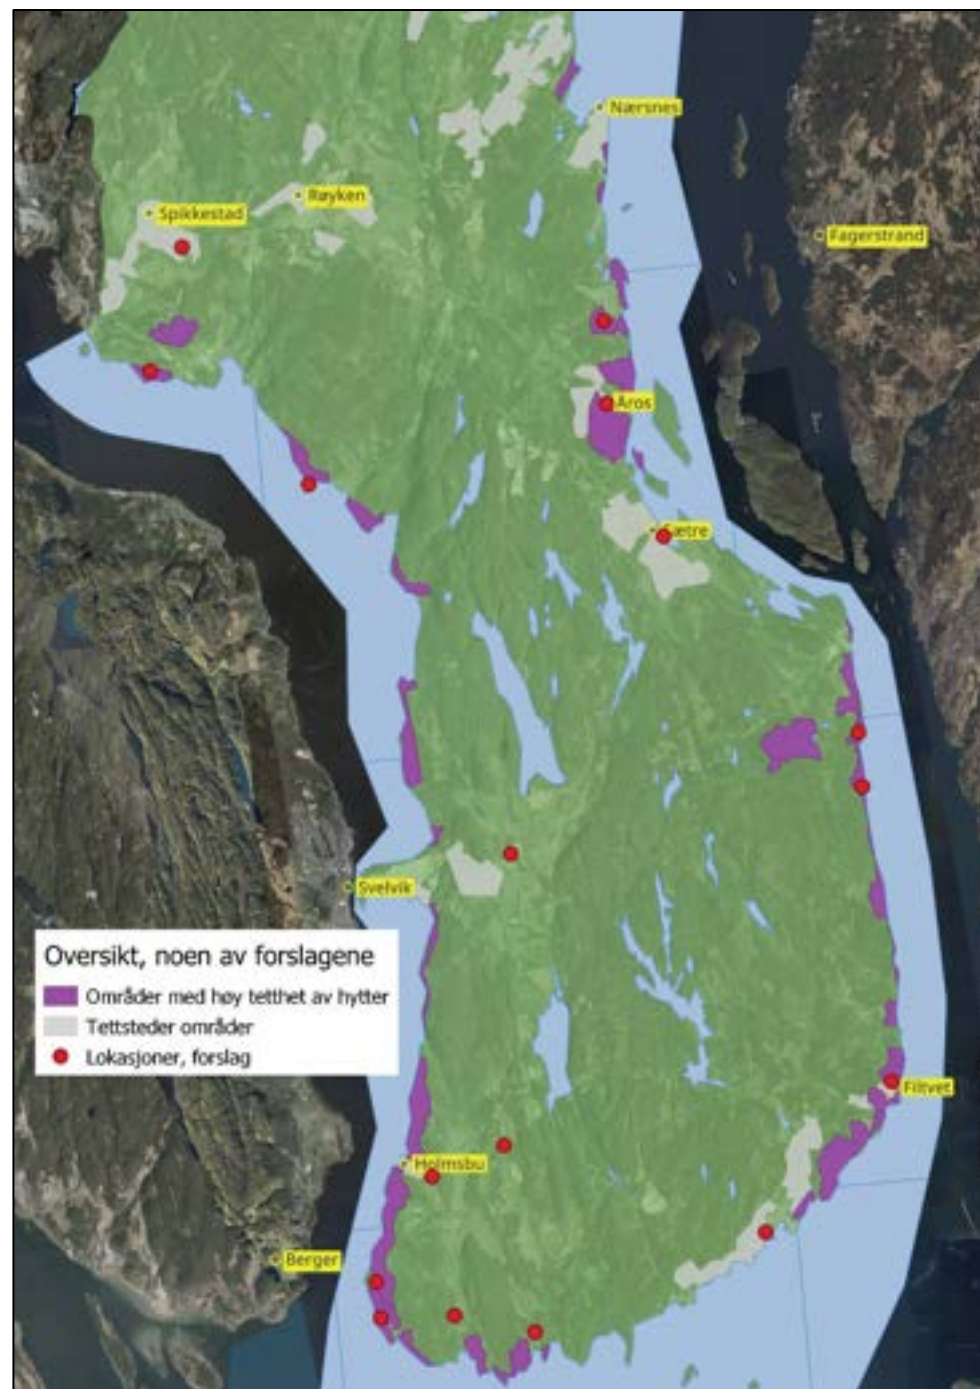 Nærsnes
Røyken
Spikkestad
Fagerstrand
Åros
Sætre
Svelvik
Oversikt, noen av forslagene
Områder med høy tetthet av hytter
Tettsteder områder
Lokasjoner, forslag
Filtvet
Holmsbu
Berger